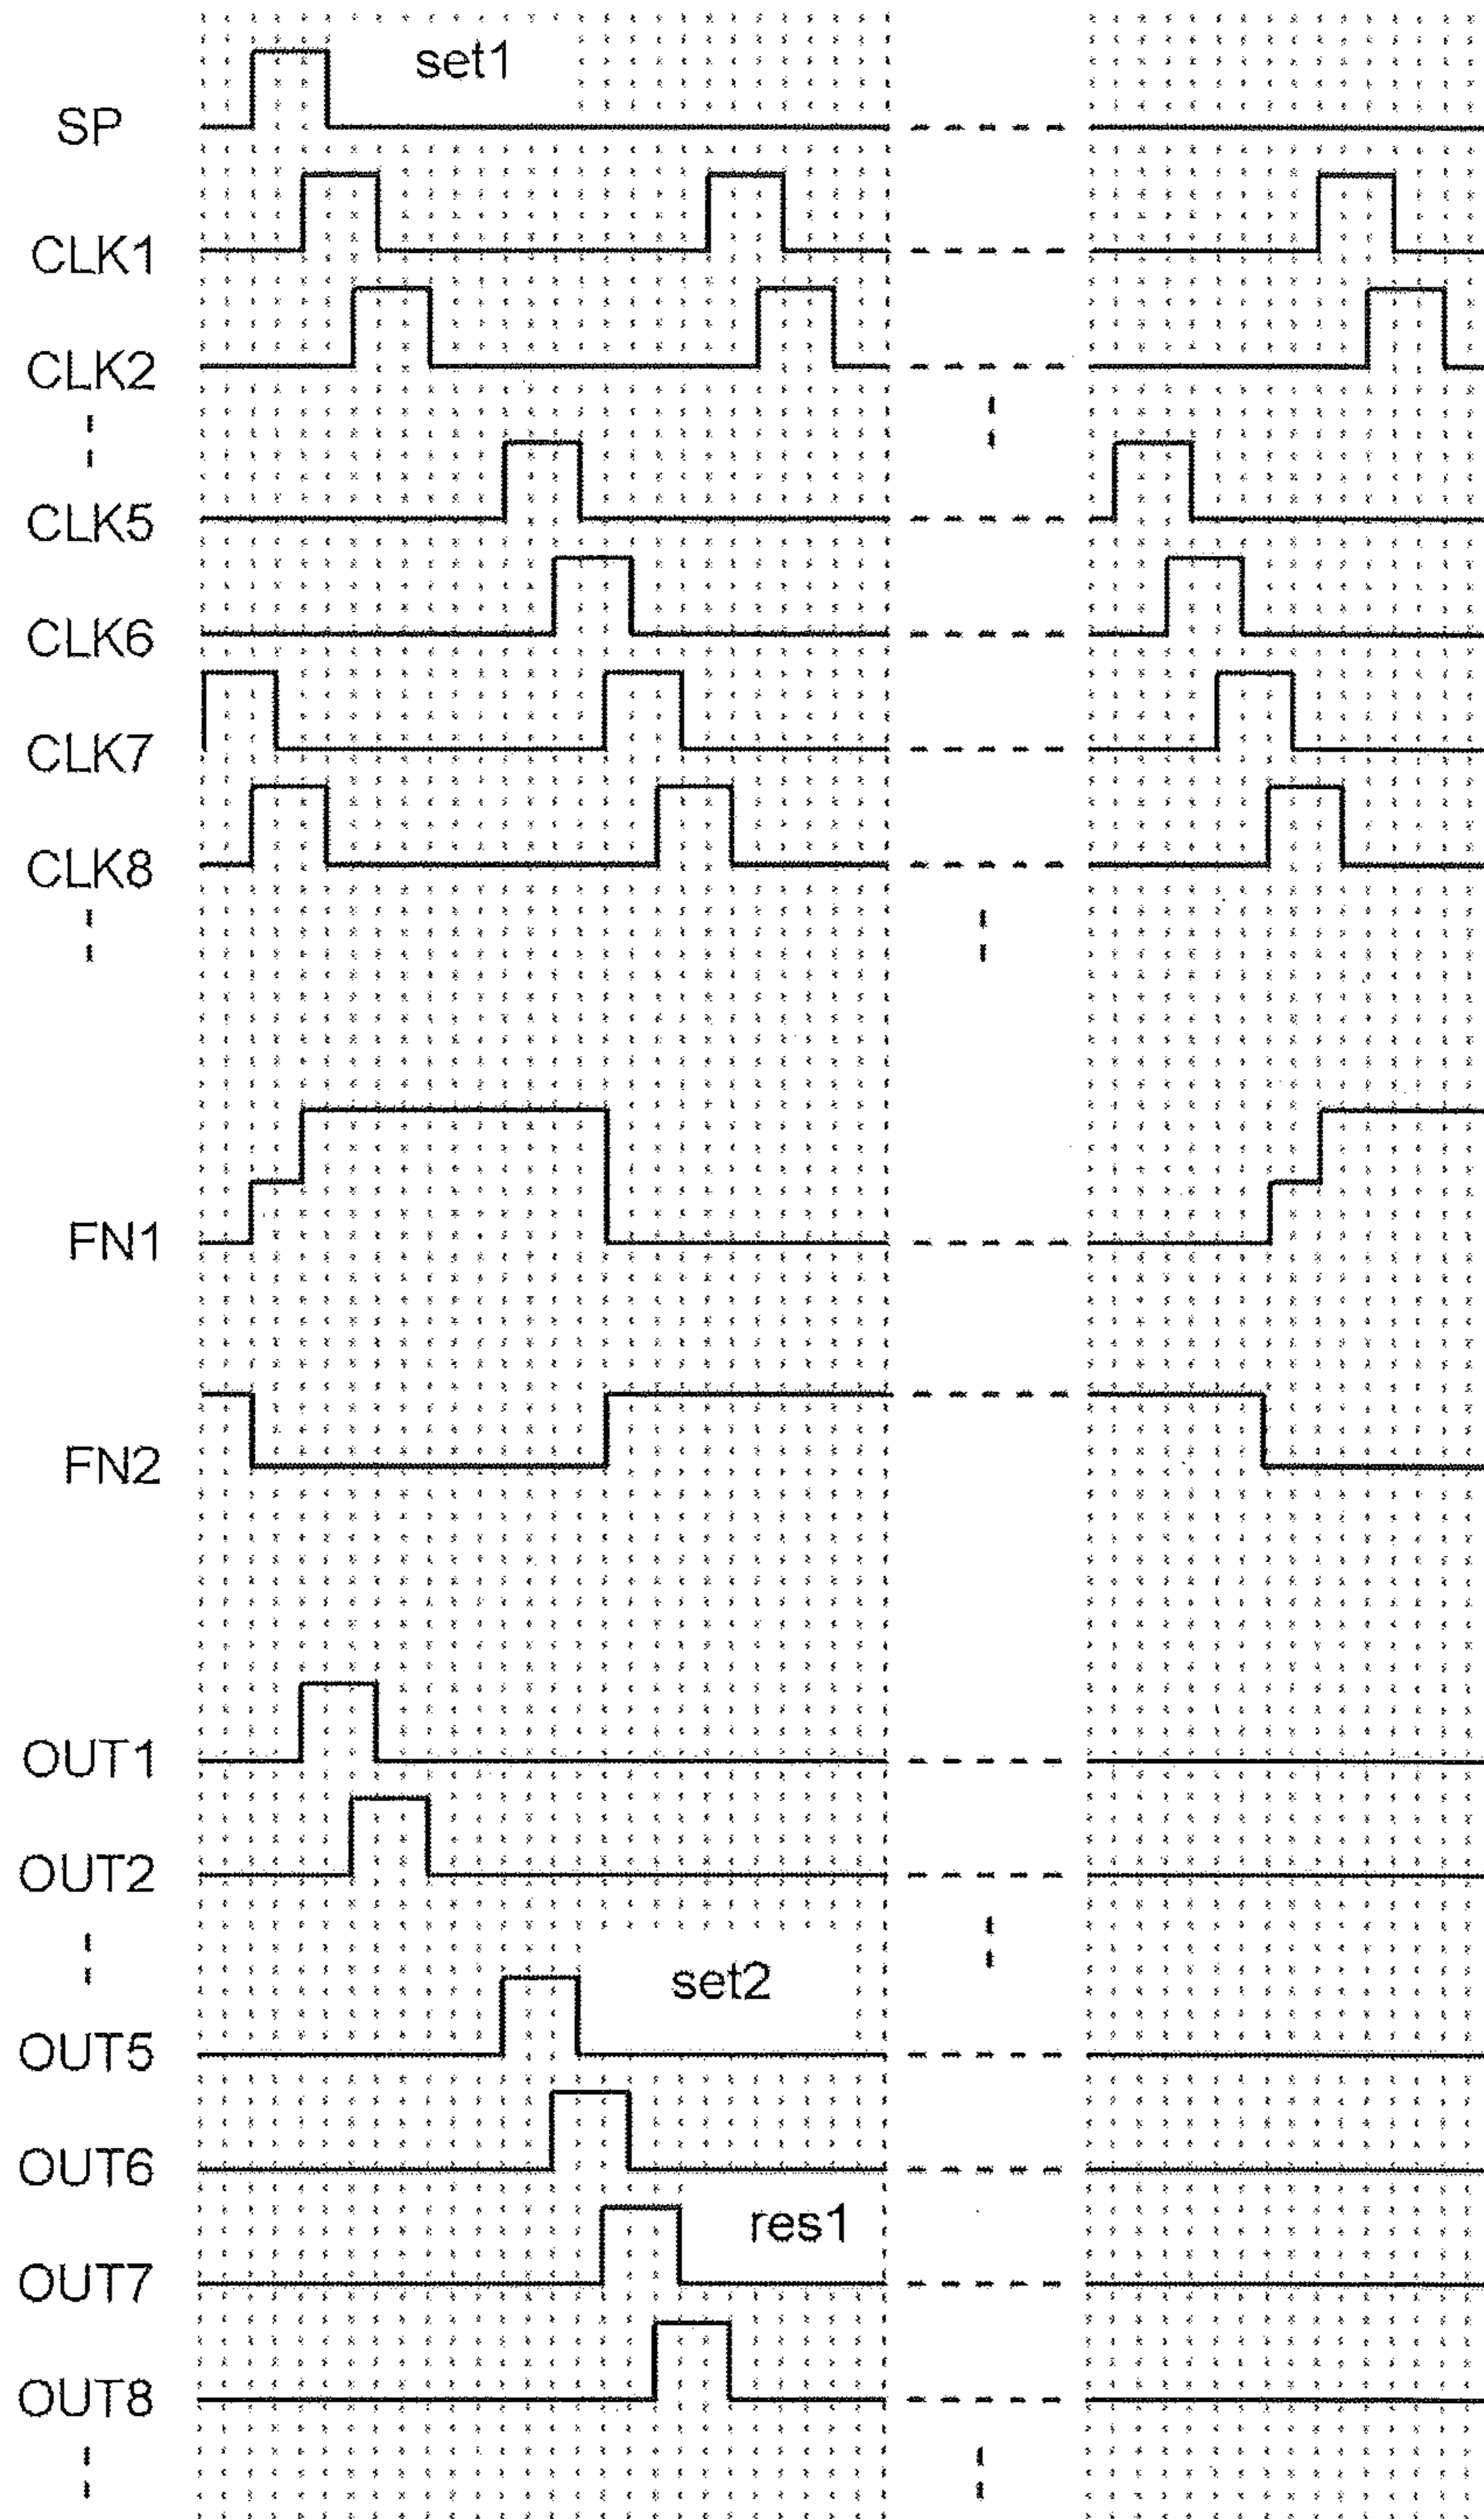 set1
SP
CLK1
CLK2
CLK5
CLK6
CLK7
CLK8
FN1
FN2
OUT1
OUT2
set2
OUT5
OUT6
res1
OUT7
OUT8